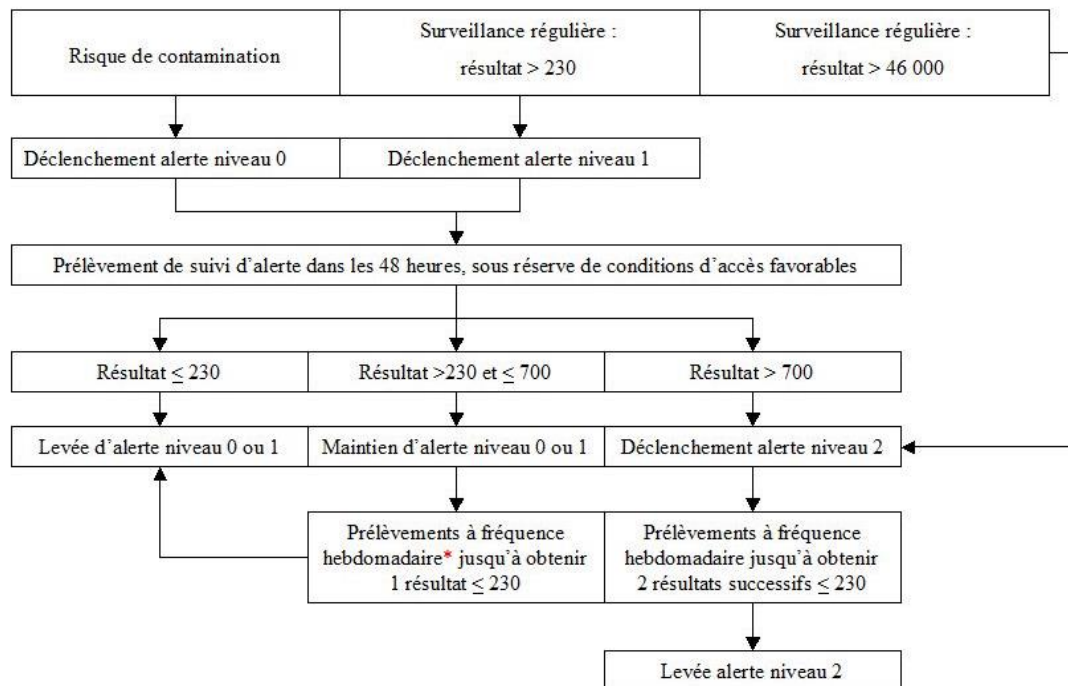 Risque de contamination
Surveillance régulière :
résultat > 230
Surveillance régulière :
résultat > 46 000
Déclenchement alerte niveau 0
Déclenchement alerte niveau 1
Prélèvement de suivi d’alerte dans les 48 heures, sous réserve de conditions d’accès favorables
Résultat ≤ 230
Résultat >230 et ≤ 700
Résultat > 700
Levée d’alerte niveau 0 ou 1
Maintien d’alerte niveau 0 ou 1
Déclenchement alerte niveau 2
Prélèvements à fréquence
hebdomadaire* jusqu’à obtenir
1 résultat ≤ 230
Prélèvements à fréquence
hebdomadaire jusqu’à obtenir
2 résultats successifs ≤ 230
Levée alerte niveau 2